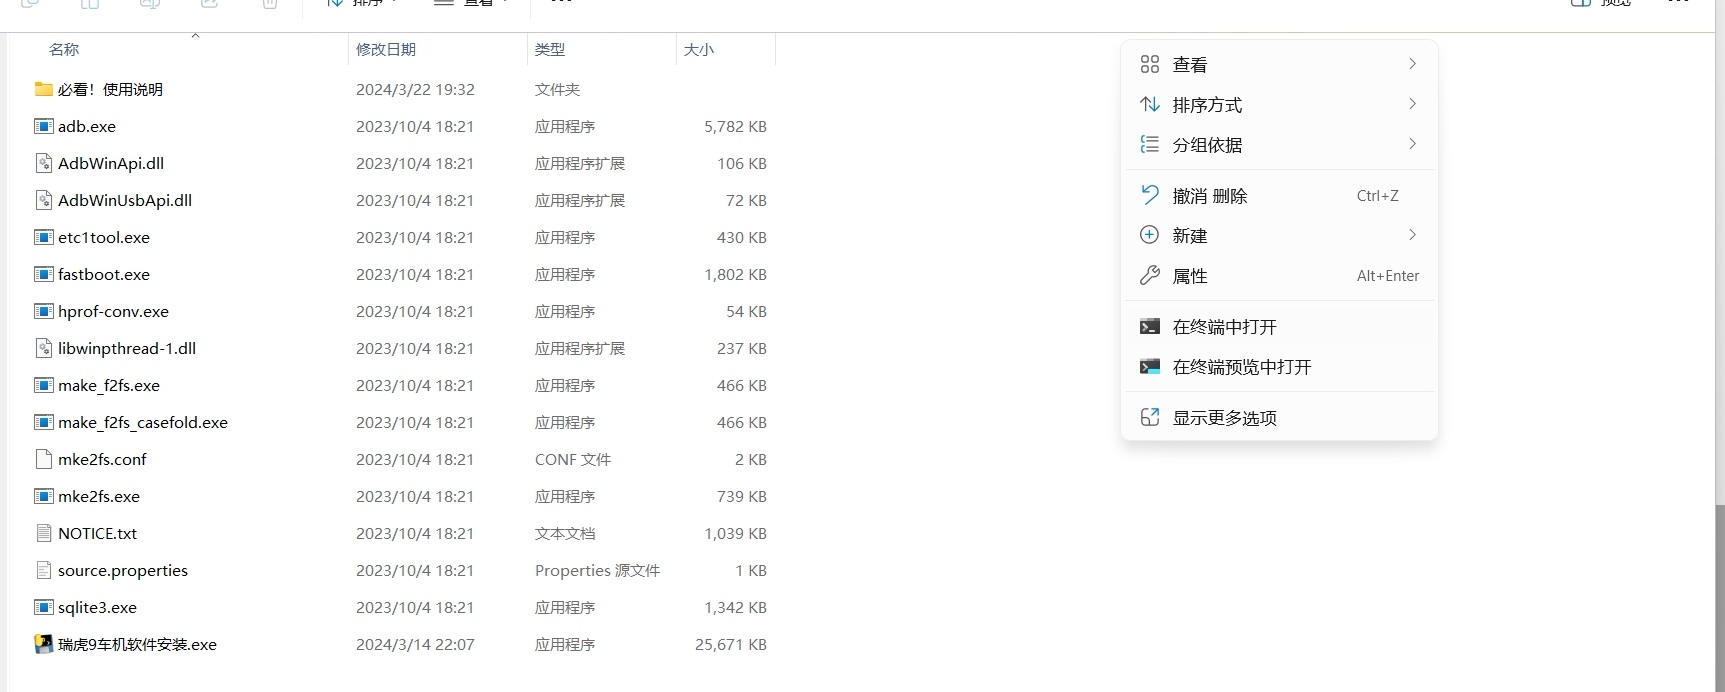 排序 查看 ··· 预览 ···
名称 修改日期 类型 大小
必看！使用说明 2024/3/22 19:32 文件夹
adb.exe 2023/10/4 18:21 应用程序 5,782 KB
AdbWinApi.dll 2023/10/4 18:21 应用程序扩展 106 KB
AdbWinUsbApi.dll 2023/10/4 18:21 应用程序扩展 72 KB
etc1tool.exe 2023/10/4 18:21 应用程序 430 KB
fastboot.exe 2023/10/4 18:21 应用程序 1,802 KB
hprof-conv.exe 2023/10/4 18:21 应用程序 54 KB
libwinpthread-1.dll 2023/10/4 18:21 应用程序扩展 237 KB
make_f2fs.exe 2023/10/4 18:21 应用程序 466 KB
make_f2fs_casefold.exe 2023/10/4 18:21 应用程序 466 KB
mke2fs.conf 2023/10/4 18:21 CONF 文件 2 KB
mke2fs.exe 2023/10/4 18:21 应用程序 739 KB
NOTICE.txt 2023/10/4 18:21 文本文档 1,039 KB
source.properties 2023/10/4 18:21 Properties 源文件 1 KB
sqlite3.exe 2023/10/4 18:21 应用程序 1,342 KB
瑞虎9车机软件安装.exe 2024/3/14 22:07 应用程序 25,671 KB
查看
排序方式
分组依据
撤消 删除 Ctrl+Z
新建
属性 Alt+Enter
在终端中打开
在终端预览中打开
显示更多选项